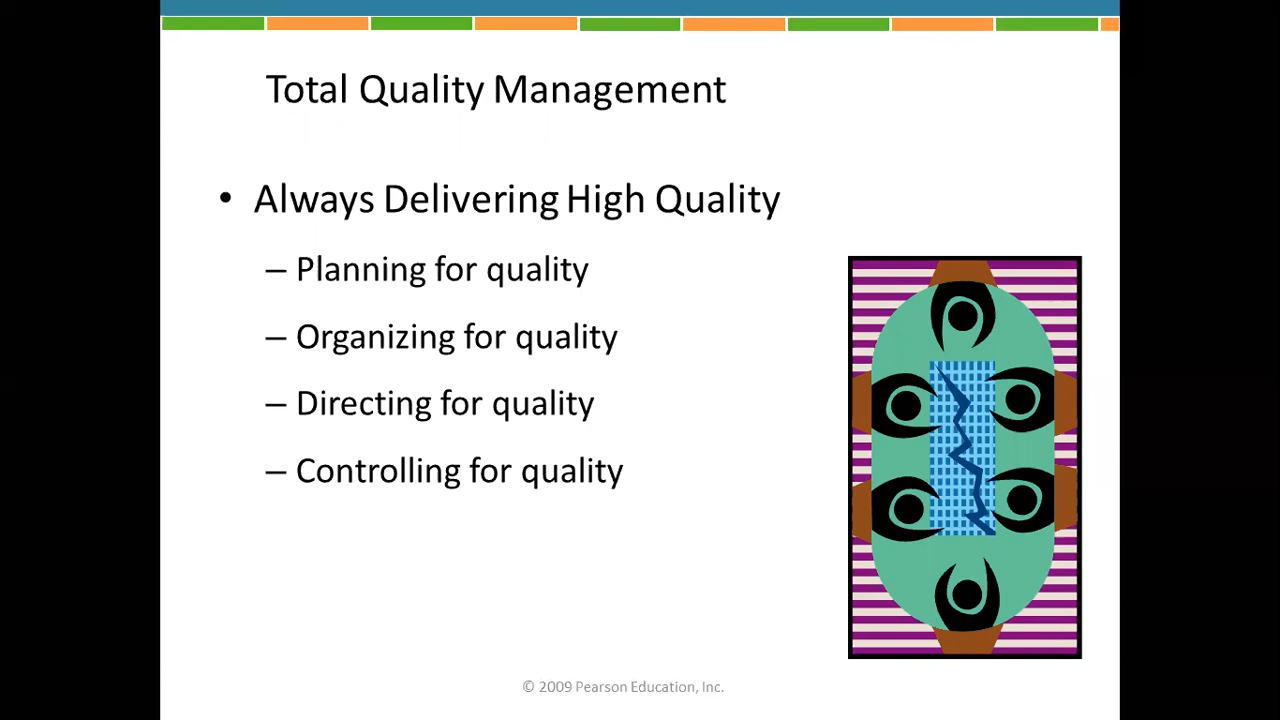 Total Quality Management
• Always Delivering High Quality
– Planning for quality
– Organizing for quality
– Directing for quality
– Controlling for quality
© 2009 Pearson Education, Inc.